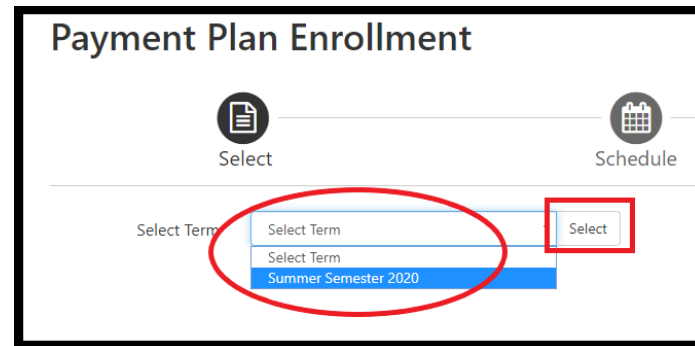 Payment Plan Enrollment
Select Schedule
Select Term Select Term Select
Select Term
Summer Semester 2020